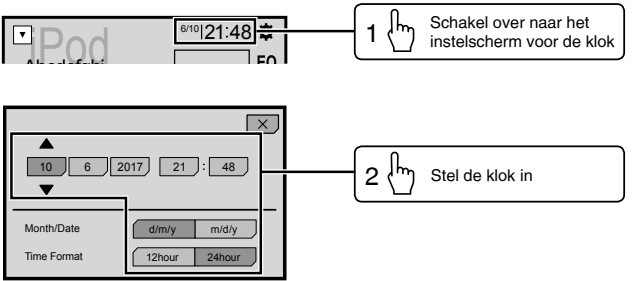 iPod
6/10 21:48
1 Schakel over naar het
instelscherm voor de klok
10 6 2017 21 : 48
2 Stel de klok in
Month/Date d/m/y m/d/y
Time Format 12hour 24hour